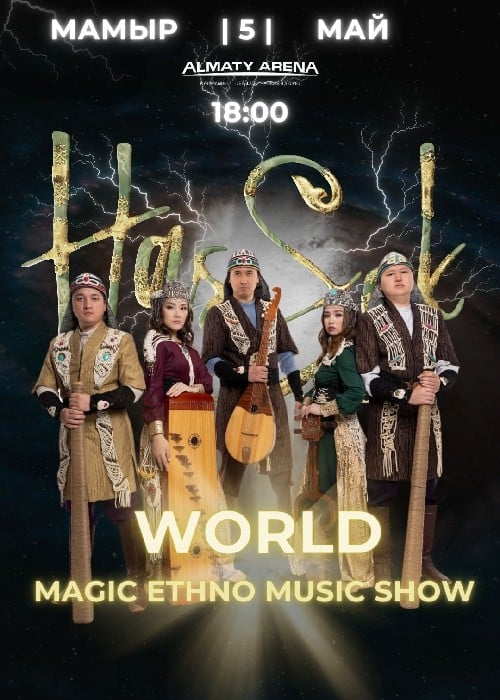 МАМЫР | 5 | МАЙ
ALMATY ARENA
18:00
HasSak
WORLD
MAGIC ETHNO MUSIC SHOW